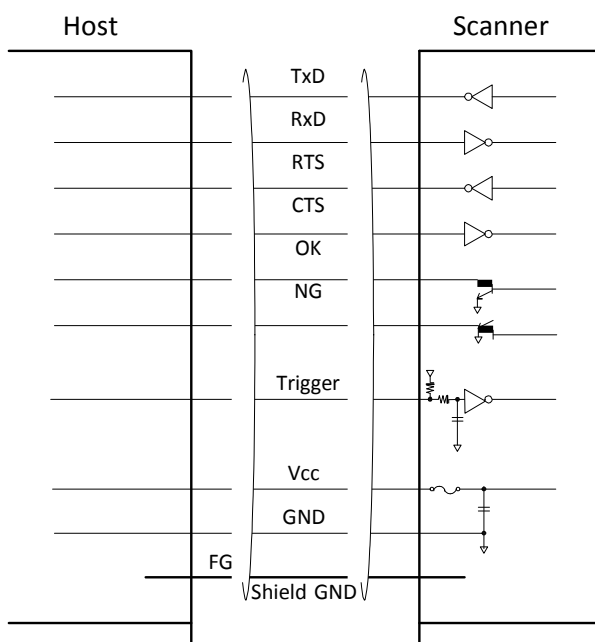 Host
Scanner
TxD
RxD
RTS
CTS
OK
NG
Trigger
Vcc
GND
FG
Shield GND